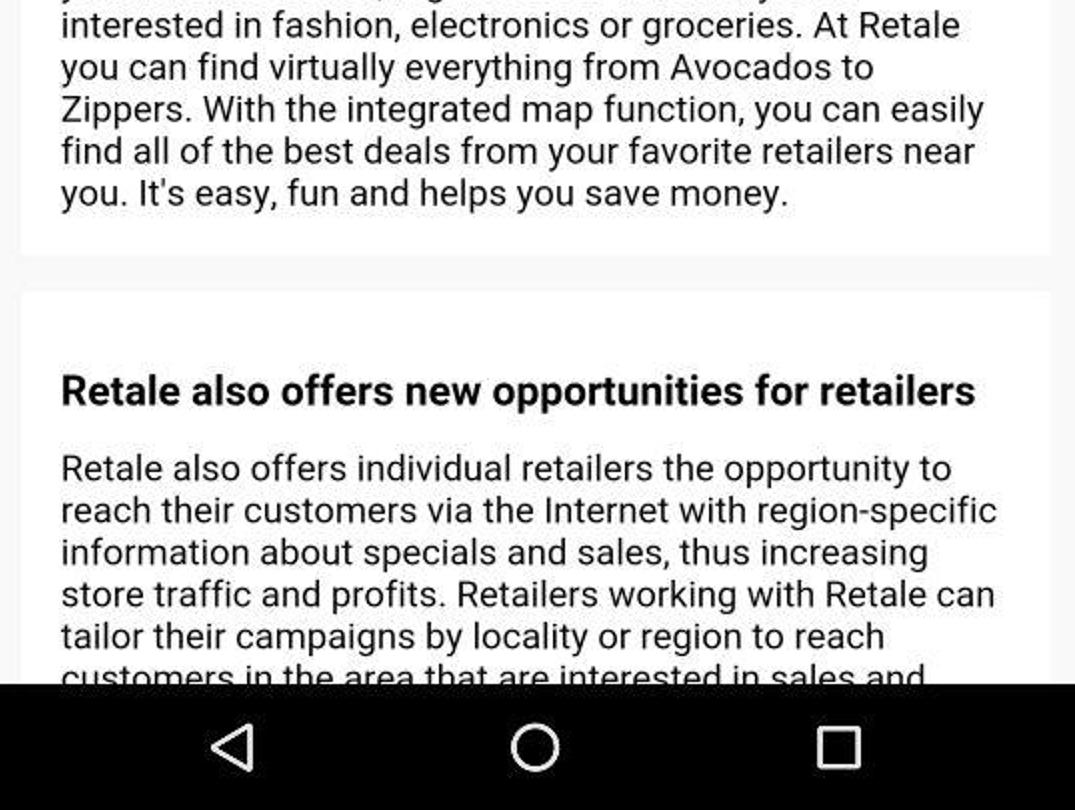 interested in fashion, electronics or groceries. At Retale
you can find virtually everything from Avocados to
Zippers. With the integrated map function, you can easily
find all of the best deals from your favorite retailers near
you. It's easy, fun and helps you save money.
Retale also offers new opportunities for retailers
Retale also offers individual retailers the opportunity to
reach their customers via the Internet with region-specific
information about specials and sales, thus increasing
store traffic and profits. Retailers working with Retale can
tailor their campaigns by locality or region to reach
customers in the area that are interested in sales and